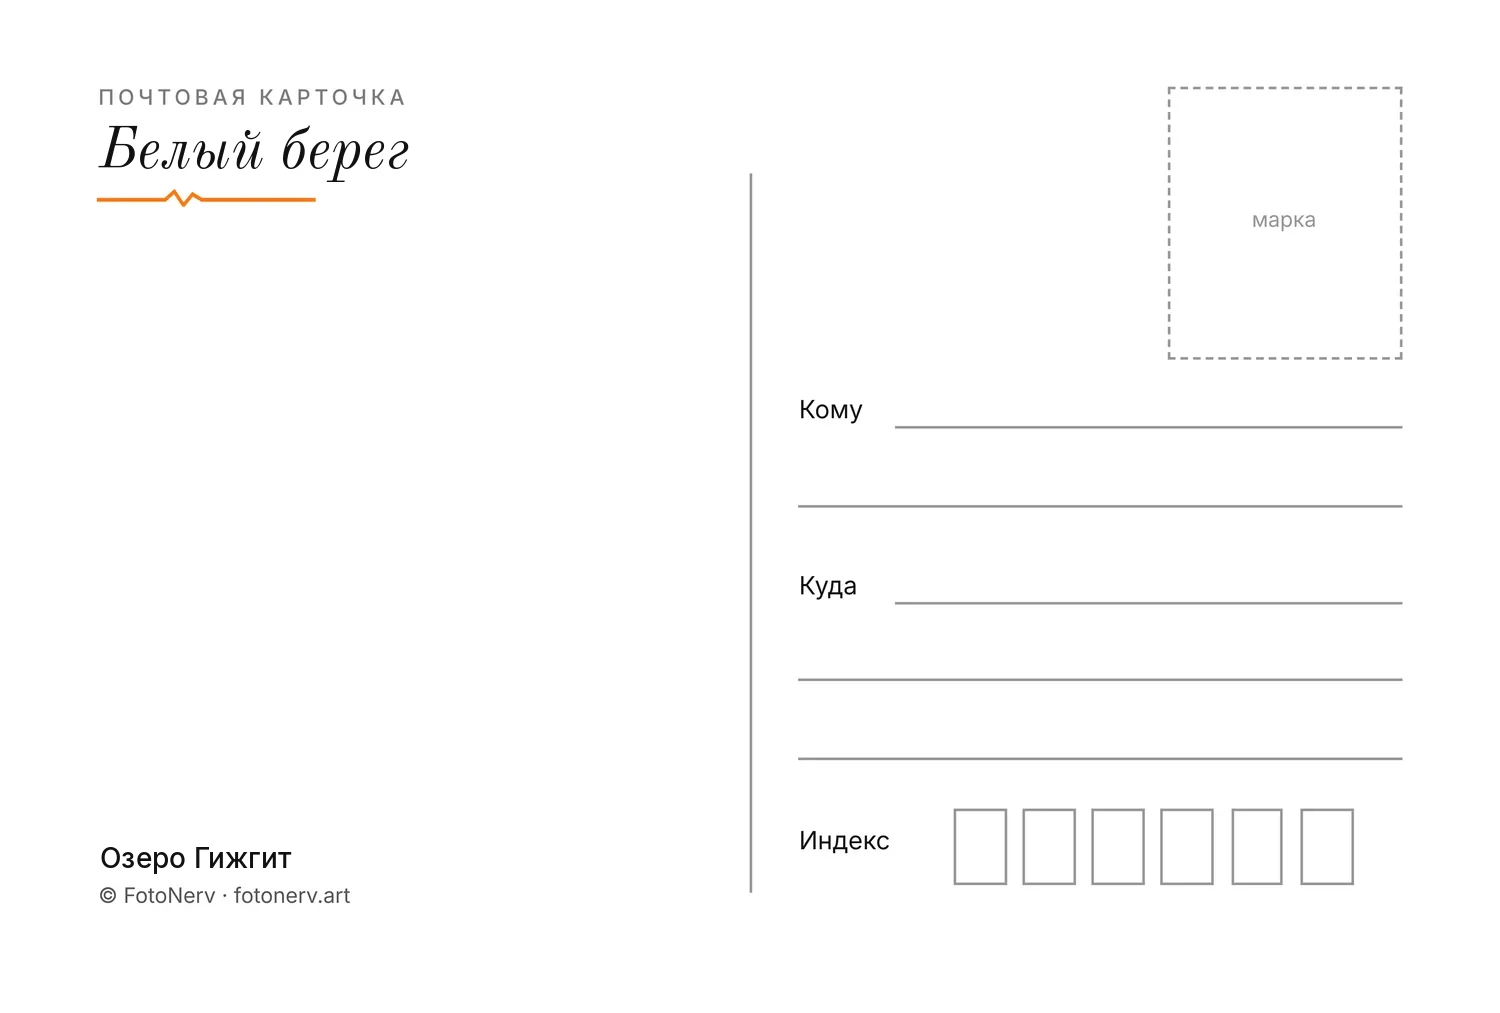 ПОЧТОВАЯ КАРТОЧКА
Белый берег
марка
Кому
Куда
Индекс
Озеро Гижгит
© FotoNerv · fotonerv.art